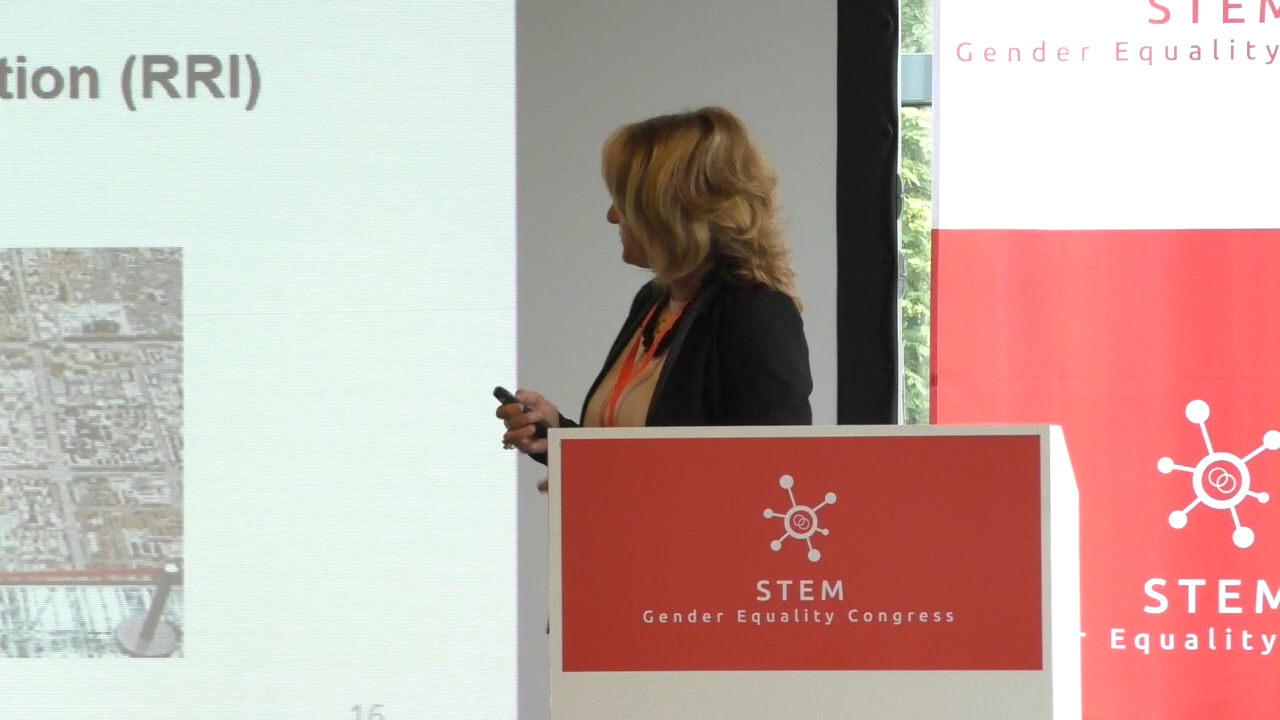 tion (RRI)
16
STEM
Gender Equality Congress
STEM
Gender Equality
STEM
Equality